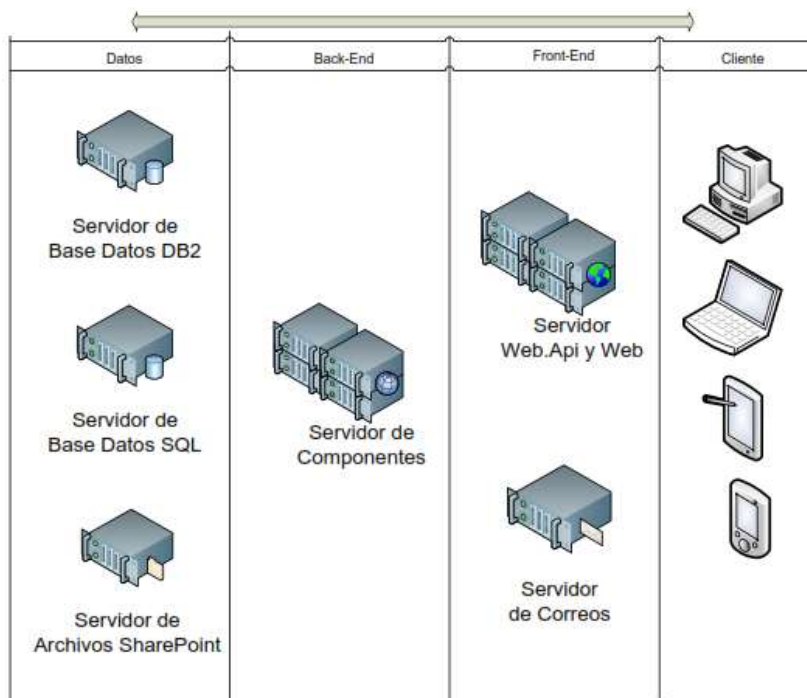 Datos
Back-End
Front-End
Cliente
Servidor de
Base Datos DB2
Servidor de
Base Datos SQL
Servidor de
Archivos SharePoint
Servidor de
Componentes
Servidor
Web.Api y Web
Servidor
de Correos